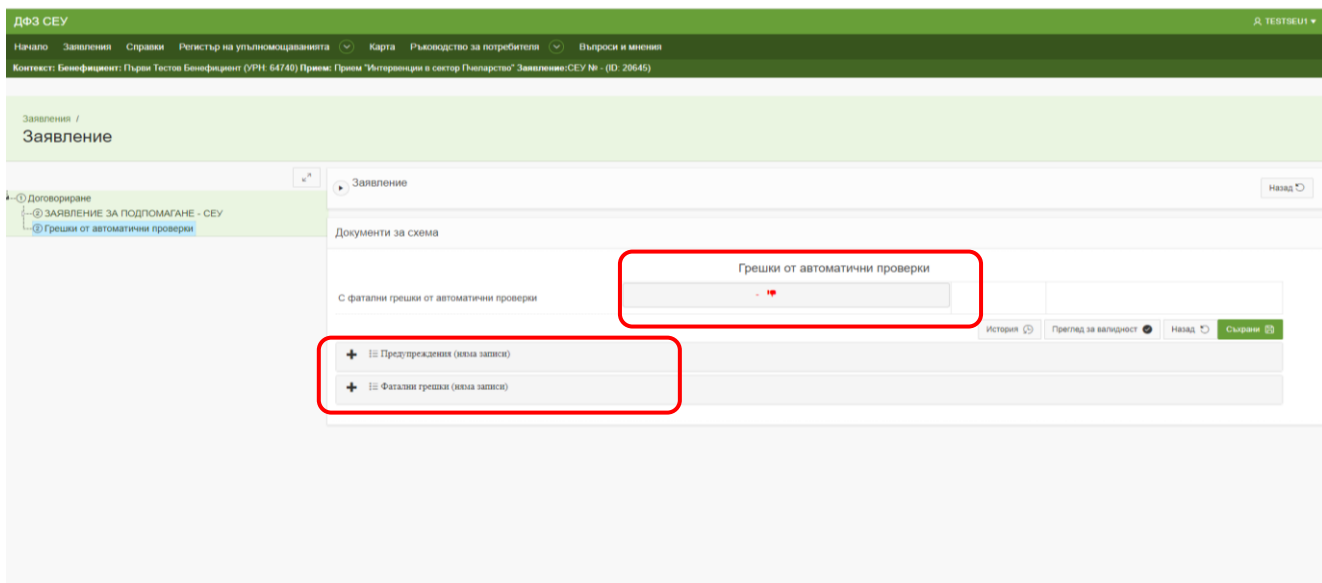 ДФЗ СЕУ
TESTSEU1
Начало Заявления Справки Регистър на упълномощаванията Карта Ръководство за потребителя Въпроси и мнения
Контекст: Бенефициент: Първи Тестов Бенефициент (УРН: 64740) Прием: Прием "Интервенции в сектор Пчеларство" Заявление:СЕУ № - (ID: 20645)
Заявления /
Заявление
Заявление
Назад
1 Договориране
2 ЗАЯВЛЕНИЕ ЗА ПОДПОМАГАНЕ - СЕУ
2 Грешки от автоматични проверки
Документи за схема
Грешки от автоматични проверки
С фатални грешки от автоматични проверки
-
История Преглед за валидност Назад Съхрани
Предупреждения (няма записи)
Фатални грешки (няма записи)